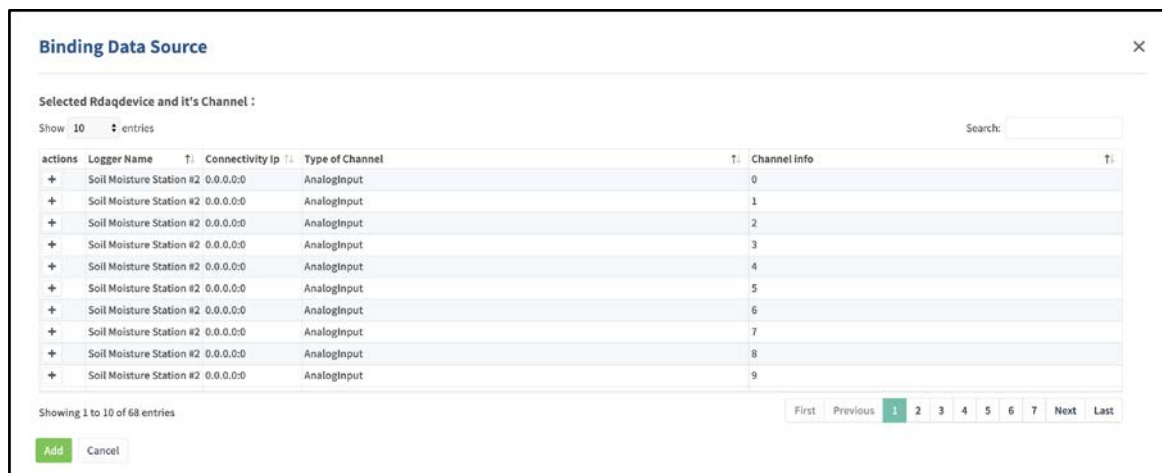 Binding Data Source ×
Selected Rdaqdevice and it's Channel :
Show 10 entries Search:
actions Logger Name Connectivity Ip Type of Channel Channel info
+ Soil Moisture Station #2 0.0.0.0:0 AnalogInput 0
+ Soil Moisture Station #2 0.0.0.0:0 AnalogInput 1
+ Soil Moisture Station #2 0.0.0.0:0 AnalogInput 2
+ Soil Moisture Station #2 0.0.0.0:0 AnalogInput 3
+ Soil Moisture Station #2 0.0.0.0:0 AnalogInput 4
+ Soil Moisture Station #2 0.0.0.0:0 AnalogInput 5
+ Soil Moisture Station #2 0.0.0.0:0 AnalogInput 6
+ Soil Moisture Station #2 0.0.0.0:0 AnalogInput 7
+ Soil Moisture Station #2 0.0.0.0:0 AnalogInput 8
+ Soil Moisture Station #2 0.0.0.0:0 AnalogInput 9
Showing 1 to 10 of 68 entries First Previous 1 2 3 4 5 6 7 Next Last
Add Cancel